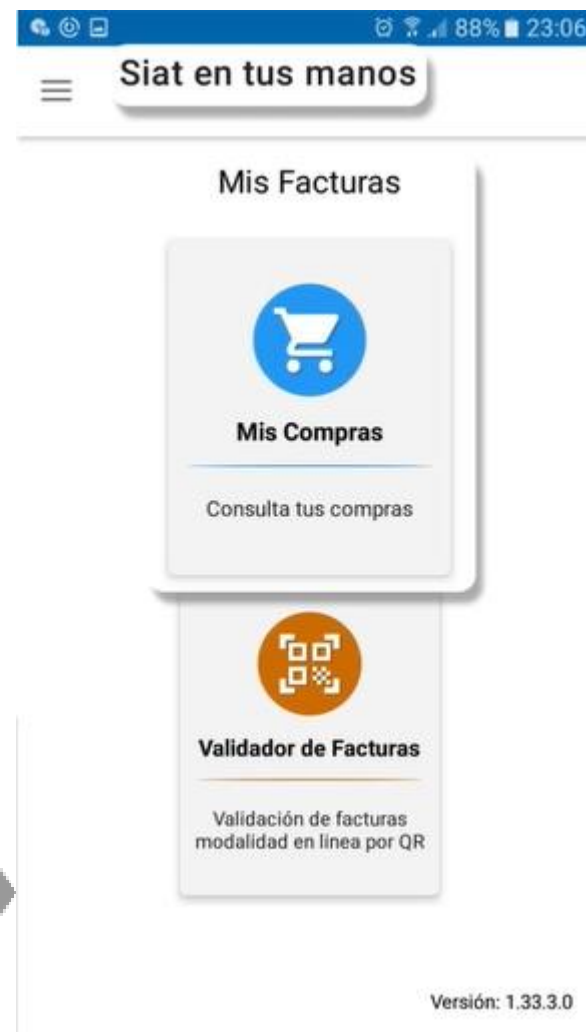 88% 23:06
Siat en tus manos
Mis Facturas
Mis Compras
Consulta tus compras
Validador de Facturas
Validación de facturas
modalidad en linea por QR
Versión: 1.33.3.0